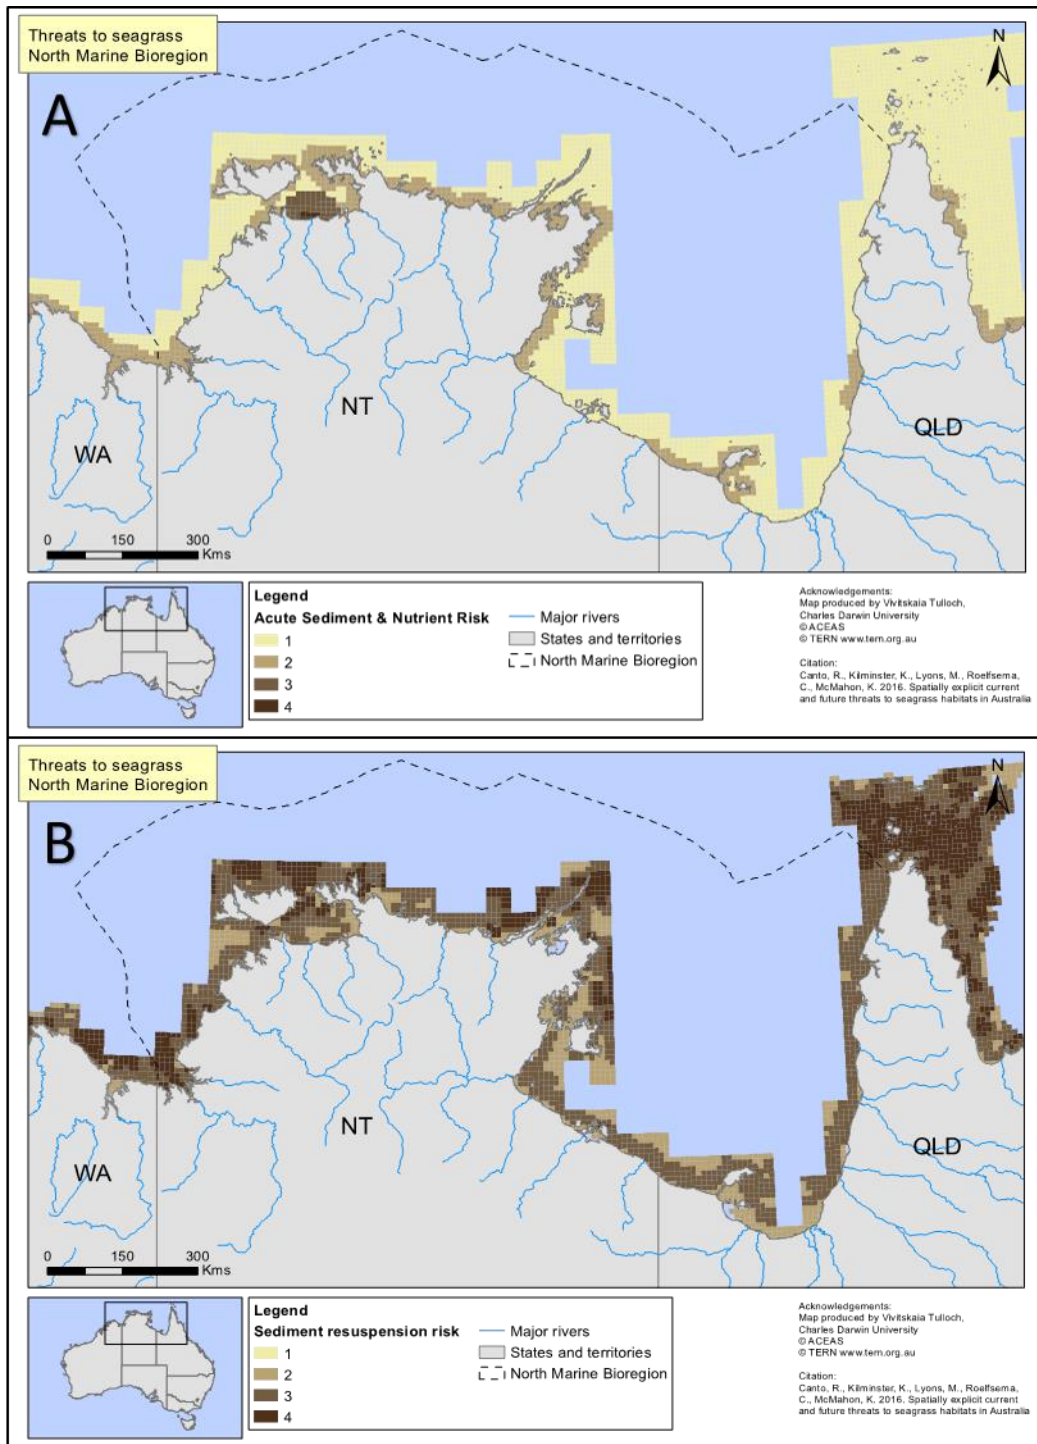 Threats to seagrass
North Marine Bioregion
A
N
WA
NT
QLD
0 150 300
Kms
Legend
Acute Sediment & Nutrient Risk
1
2
3
4
Major rivers
States and territories
North Marine Bioregion
Acknowledgements:
Map produced by Vivitskaia Tulloch,
Charles Darwin University
© ACEAS
© TERN www.tern.org.au
Citation:
Canto, R., Kilminster, K., Lyons, M., Roelfsema,
C., McMahon, K. 2016. Spatially explicit current
and future threats to seagrass habitats in Australia
Threats to seagrass
North Marine Bioregion
B
N
WA
NT
QLD
0 150 300
Kms
Legend
Sediment resuspension risk
1
2
3
4
Major rivers
States and territories
North Marine Bioregion
Acknowledgements:
Map produced by Vivitskaia Tulloch,
Charles Darwin University
© ACEAS
© TERN www.tern.org.au
Citation:
Canto, R., Kilminster, K., Lyons, M., Roelfsema,
C., McMahon, K. 2016. Spatially explicit current
and future threats to seagrass habitats in Australia